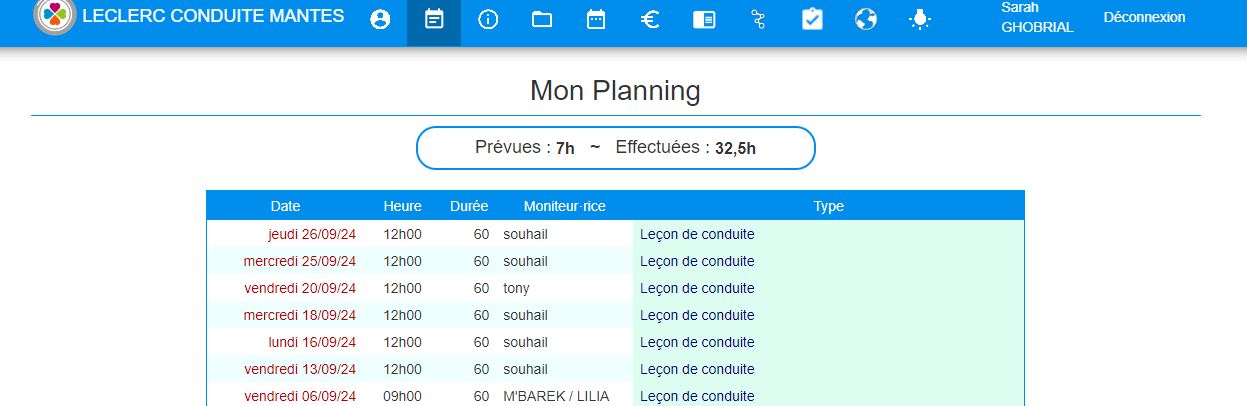 LECLERC CONDUITE MANTES Sarah GHOBRIAL Déconnexion
Mon Planning
Prévues : 7h ~ Effectuées : 32,5h
Date Heure Durée Moniteur·rice Type
jeudi 26/09/24 12h00 60 souhail Leçon de conduite
mercredi 25/09/24 12h00 60 souhail Leçon de conduite
vendredi 20/09/24 12h00 60 tony Leçon de conduite
mercredi 18/09/24 12h00 60 souhail Leçon de conduite
lundi 16/09/24 12h00 60 souhail Leçon de conduite
vendredi 13/09/24 12h00 60 souhail Leçon de conduite
vendredi 06/09/24 09h00 60 M'BAREK / LILIA Leçon de conduite